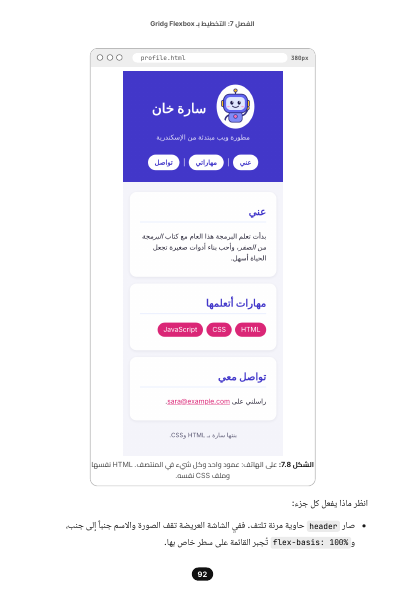 الفصل 7: التخطيط بـ Flexbox وGrid
profile.html
380px
سارة خان
مطورة ويب مبتدئة من الإسكندرية
عني | مهاراتي | تواصل
عني
بدأت تعلم البرمجة هذا العام مع كتاب البرمجة
من الصفر، وأحب بناء أدوات صغيرة تجعل
الحياة أسهل.
مهارات أتعلمها
HTML CSS JavaScript
تواصل معي
راسلني على sara@example.com.
بنتها سارة بـ HTML وCSS.
الشكل 7.8: على الهاتف: عمود واحد وكل شيء في المنتصف. HTML نفسها
وملف CSS نفسه.
انظر ماذا يفعل كل جزء:
• صار header حاوية مرنة تلتف. ففي الشاشة العريضة تقف الصورة والاسم جنباً إلى جنب،
و flex-basis: 100% تُجبر القائمة على سطر خاص بها.
92